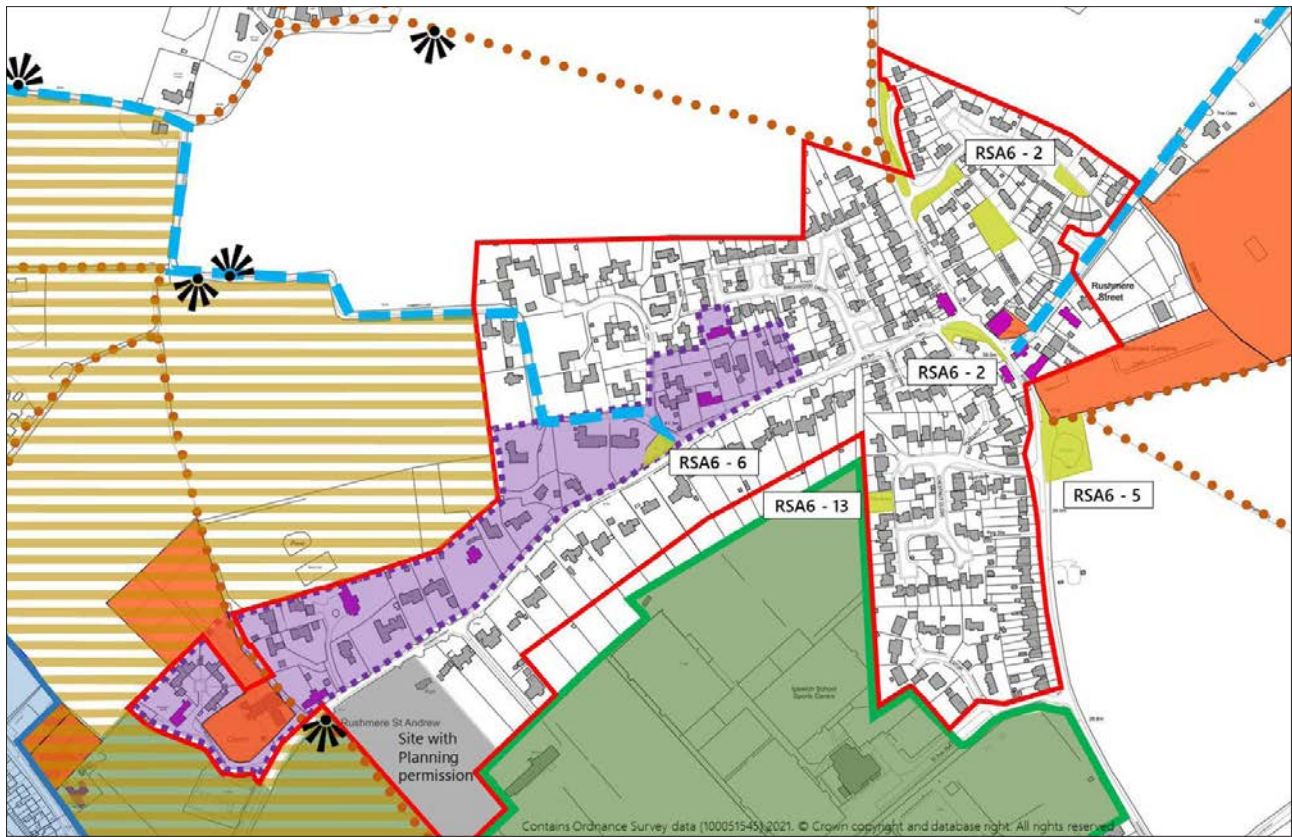 RSA6 - 2
Rushmere
Street
RSA6 - 2
RSA6 - 6
RSA6 - 13
RSA6 - 5
Ipswich School
Sports Centre
Rushmere St Andrew
Site with
Planning
permission
Contains Ordnance Survey data (100051545) 2021. © Crown copyright and database right. All rights reserved